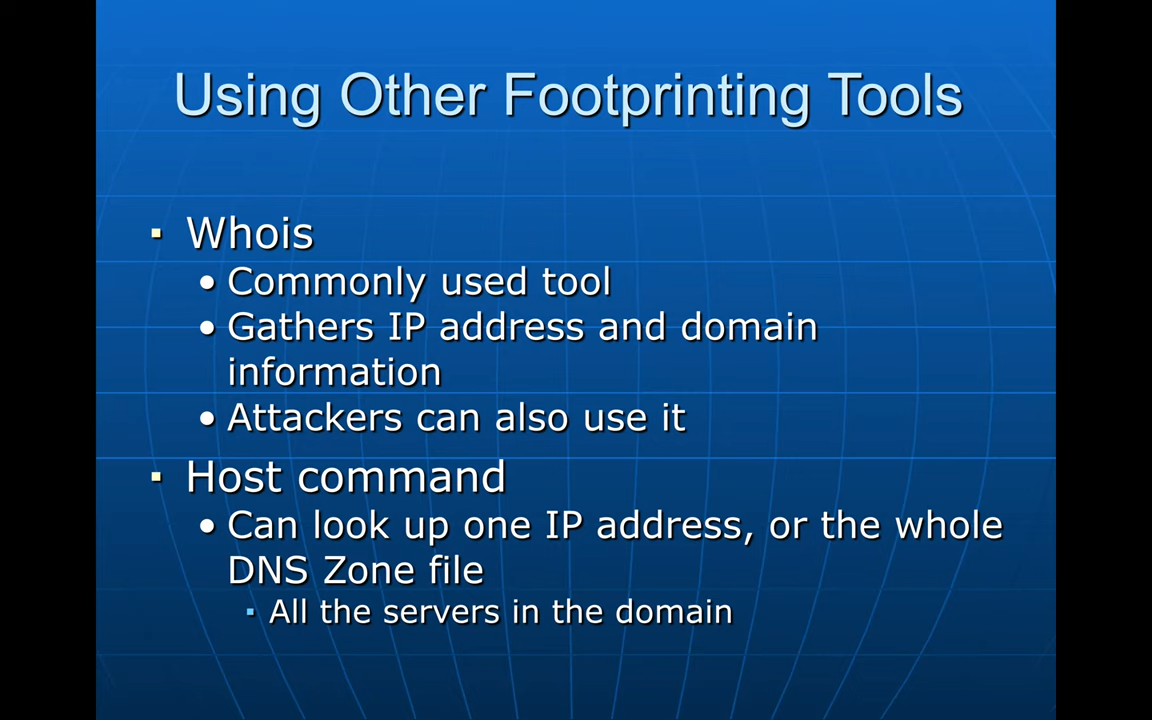 Using Other Footprinting Tools
▪ Whois
• Commonly used tool
• Gathers IP address and domain
information
• Attackers can also use it
▪ Host command
• Can look up one IP address, or the whole
DNS Zone file
▪ All the servers in the domain